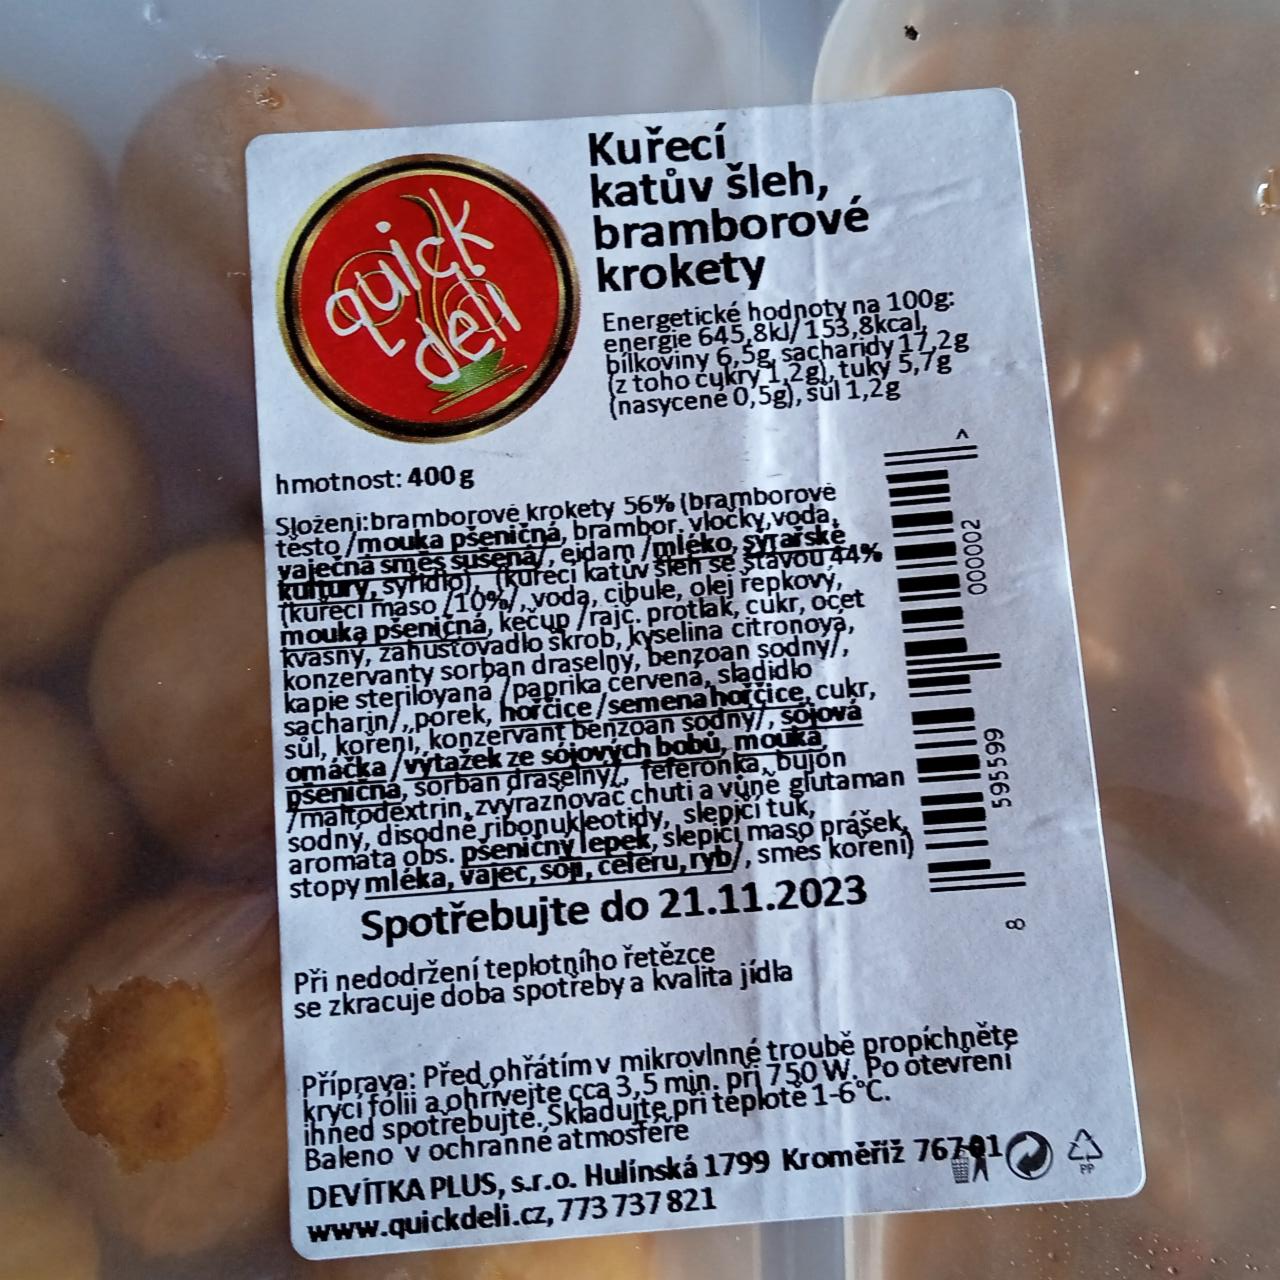 quick
deli
Kuřecí
katův šleh,
bramborové
krokety
Energetické hodnoty na 100g:
energie 645,8kJ/153,8kcal,
bílkoviny 6,5g, sacharidy 17,2g
(z toho cukry 1,2g), tuky 5,7g
(nasycené 0,5g), sůl 1,2g
hmotnost: 400 g
Složení:bramborové krokety 56% (bramborové
těsto /mouka pšeničná, brambor. vločky,voda,
vaječná směs sušená/, eidam /mléko, sýrařské
kultury, syřidlo), (kuřecí katův šleh se šťávou 44%
(kuřecí maso /10%/, voda, cibule, olej řepkový,
mouka pšeničná, kečup /rajč. protlak, cukr, ocet
kvasný, zahušťovadlo škrob, kyselina citronová,
konzervanty sorban draselný, benzoan sodný/,
kapie sterilovaná /paprika červená, sladidlo
sacharin/, porek, hořčice/semena hořčice, cukr,
sůl, koření, konzervant benzoan sodný/, sójová
omáčka /výtažek ze sójových bobů, mouka
pšeničná, sorban draselný/, feferonka, bujón
/maltodextrin, zvýrazňovač chuti a vůně glutaman
sodný, disodné ribonukleotidy, slepičí tuk,
aromata obs. pšeničný lepek, slepičí maso prášek,
stopy mléka, vajec, sóji, celeru, ryb/, směs koření)
Spotřebujte do 21.11.2023
Při nedodržení teplotního řetězce
se zkracuje doba spotřeby a kvalita jídla
Příprava: Před ohřátím v mikrovlnné troubě propíchněte
krycí fólii a ohřívejte cca 3,5 min. při 750 W. Po otevření
ihned spotřebujte. Skladujte při teplotě 1-6°C.
Baleno v ochranné atmosféře
DEVÍTKA PLUS, s.r.o. Hulínská 1799 Kroměříž 76701
www.quickdeli.cz, 773 737 821
PP
8 595599 000002 >